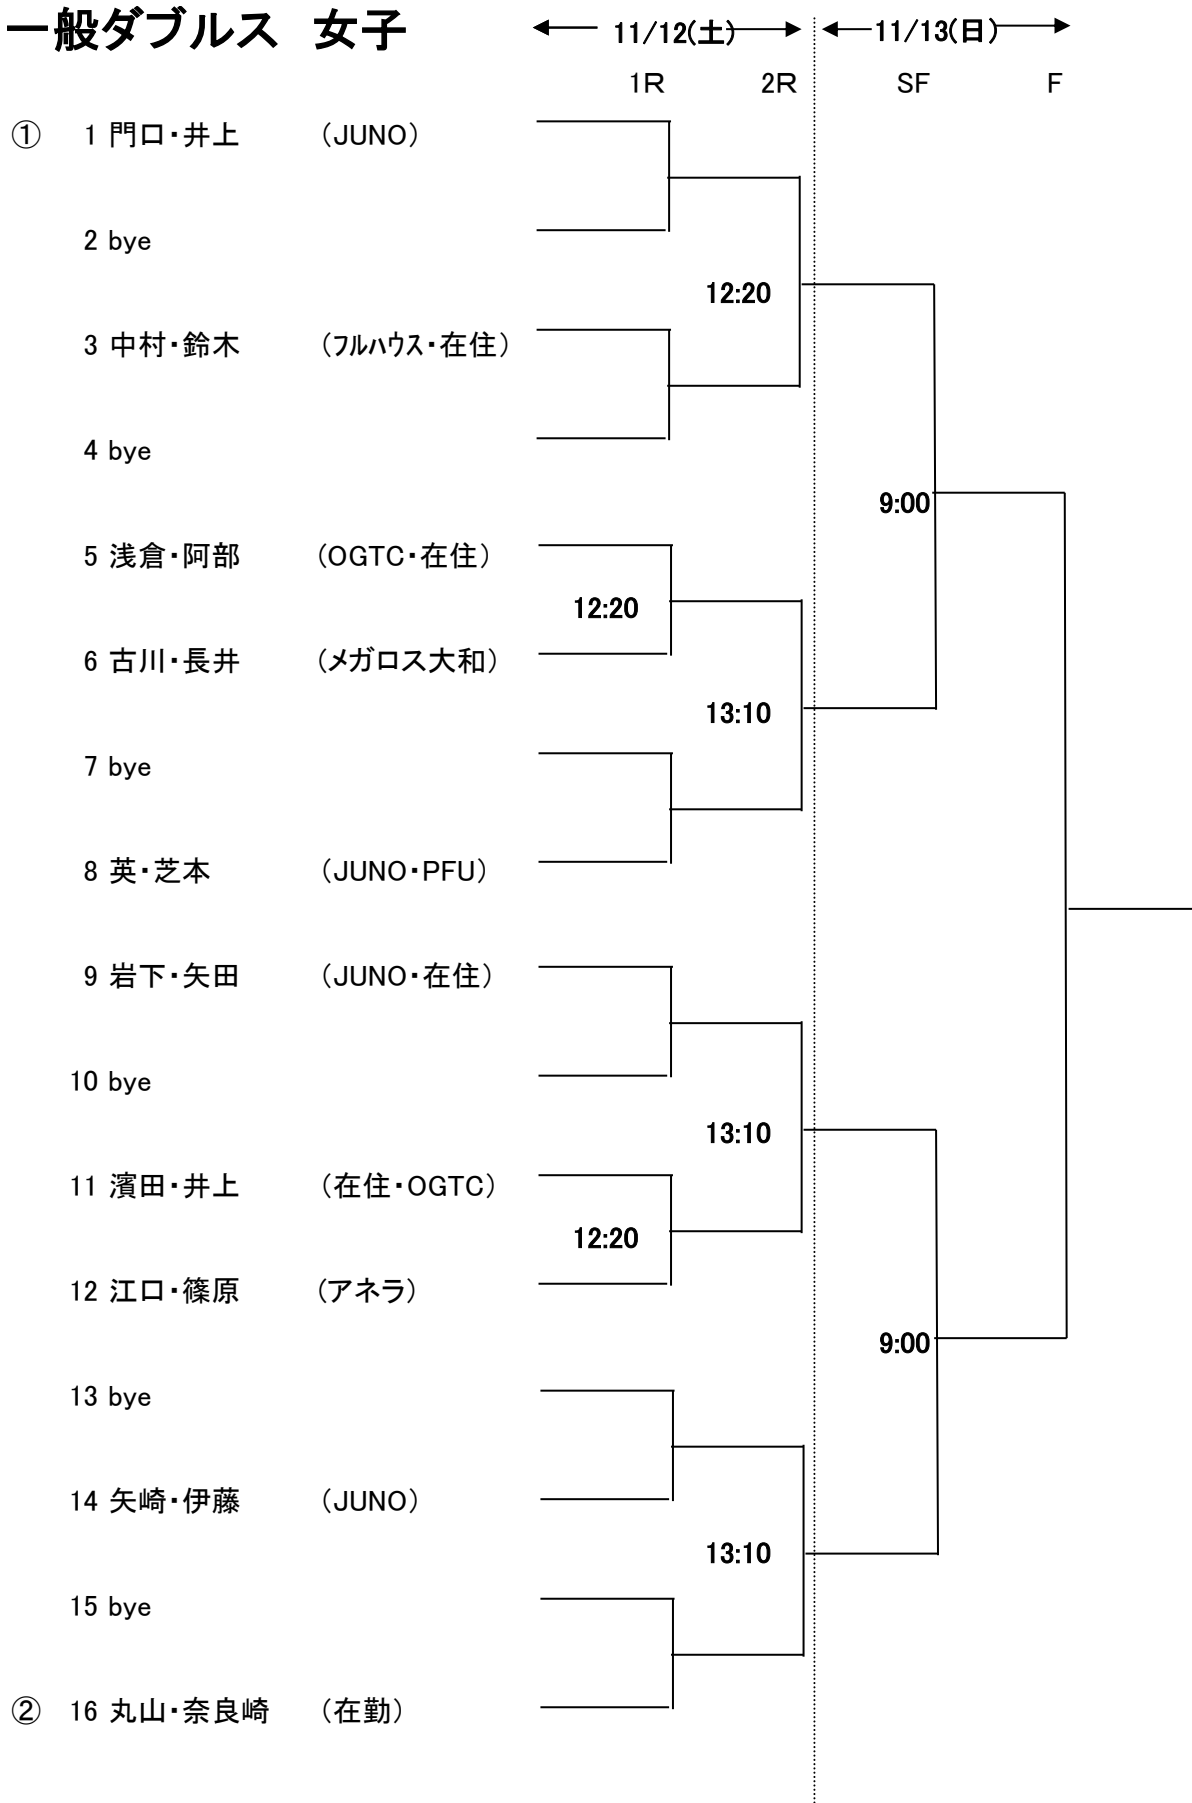 一般ダブルス　女子
11/12(土)　11/13(日)
1R　2R　SF　F
①　1 門口・井上　（JUNO）
2 bye
12:20
3 中村・鈴木　（フルハウス・在住）
4 bye
9:00
5 浅倉・阿部　（OGTC・在住）
12:20
6 古川・長井　（メガロス大和）
13:10
7 bye
8 英・芝本　（JUNO・PFU）
9 岩下・矢田　（JUNO・在住）
10 bye
13:10
11 濱田・井上　（在住・OGTC）
12:20
12 江口・篠原　（アネラ）
9:00
13 bye
14 矢崎・伊藤　（JUNO）
13:10
15 bye
②　16 丸山・奈良崎　（在勤）